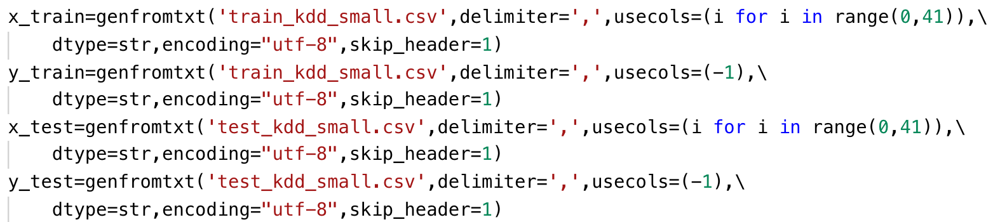 x_train=genfromtxt('train_kdd_small.csv',delimiter=',',usecols=(i for i in range(0,41)),\
    dtype=str,encoding="utf-8",skip_header=1)
y_train=genfromtxt('train_kdd_small.csv',delimiter=',',usecols=(-1),\
    dtype=str,encoding="utf-8",skip_header=1)
x_test=genfromtxt('test_kdd_small.csv',delimiter=',',usecols=(i for i in range(0,41)),\
    dtype=str,encoding="utf-8",skip_header=1)
y_test=genfromtxt('test_kdd_small.csv',delimiter=',',usecols=(-1),\
    dtype=str,encoding="utf-8",skip_header=1)